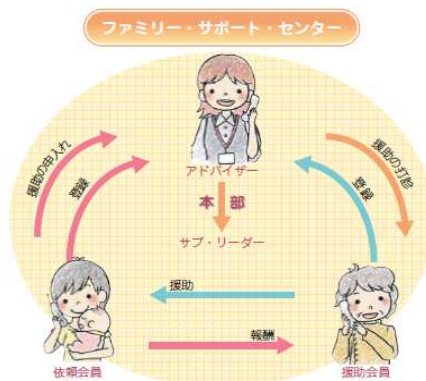 ファミリー・サポート・センター
援助の申入れ
登録
アドバイザー
本部
サブ・リーダー
援助の打診
登録
援助
報酬
依頼会員
援助会員